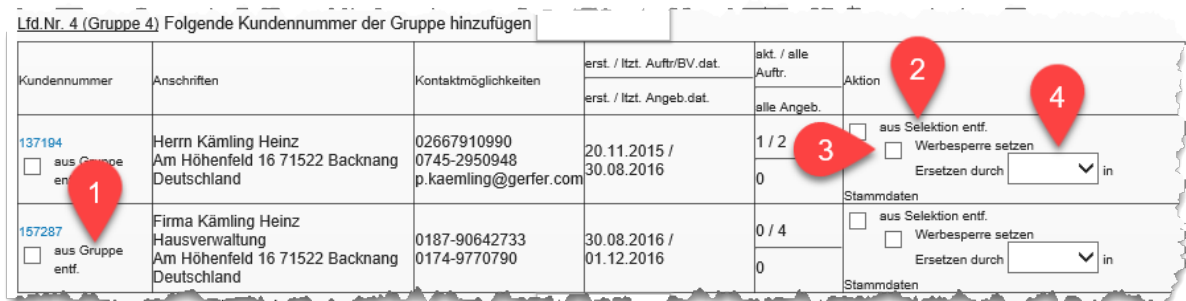 Lfd.Nr. 4 (Gruppe 4) Folgende Kundennummer der Gruppe hinzufügen
Kundennummer
Anschriften
Kontaktmöglichkeiten
erst. / ltzt. Auftr/BV.dat.
erst. / ltzt. Angeb.dat.
akt. / alle
Auftr.
alle Angeb.
Aktion
2
4
137194
aus Gruppe
Herrn Kämling Heinz
Am Höhenfeld 16 71522 Backnang
Deutschland
02667910990
0745-2950948
p.kaemling@gerfer.com
20.11.2015 /
30.08.2016
1 / 2
0
3
aus Selektion entf.
Werbesperre setzen
Ersetzen durch in
Stammdaten
1
157287
aus Gruppe
entf.
Firma Kämling Heinz
Hausverwaltung
Am Höhenfeld 16 71522 Backnang
Deutschland
0187-90642733
0174-9770790
30.08.2016 /
01.12.2016
0 / 4
0
aus Selektion entf.
Werbesperre setzen
Ersetzen durch in
Stammdaten